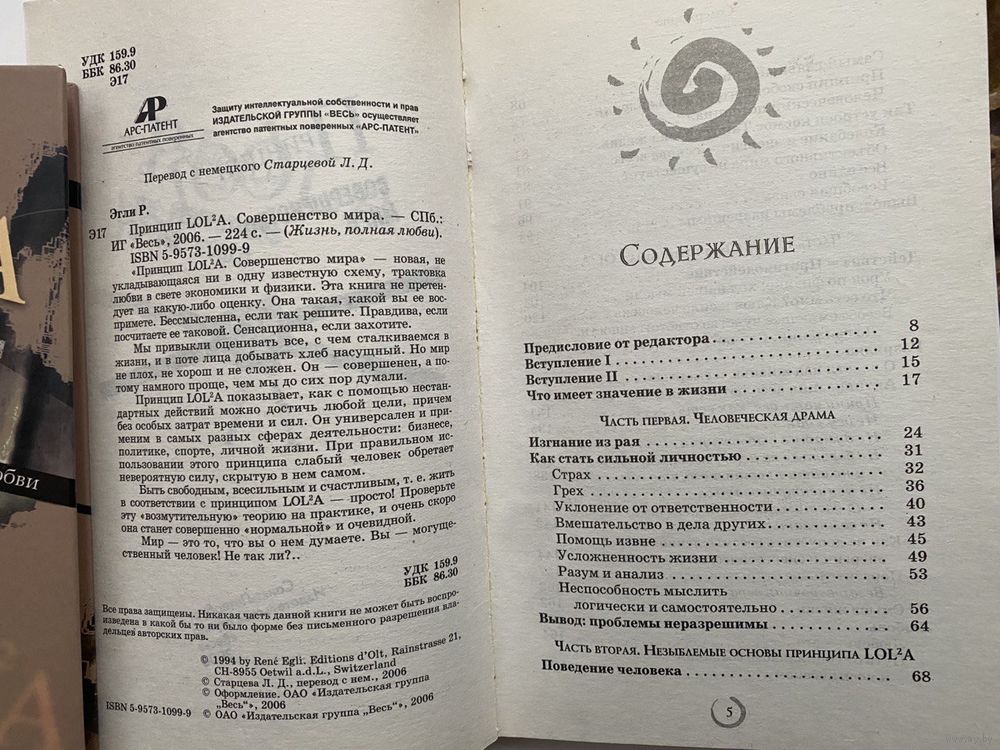 УДК 159.9
ББК 86.30
Э17
АРС-ПАТЕНТ
агентство патентных поверенных
Защиту интеллектуальной собственности и прав
ИЗДАТЕЛЬСКОЙ ГРУППЫ «ВЕСЬ» осуществляет
агентство патентных поверенных «АРС-ПАТЕНТ»
Перевод с немецкого Старцевой Л. Д.
Эгли Р.
Э17 Принцип LOL²A. Совершенство мира. — СПб.:
ИГ «Весь», 2006. — 224 с. — (Жизнь, полная любви).
ISBN 5-9573-1099-9
«Принцип LOL²A. Совершенство мира» — новая, не
укладывающаяся ни в одну известную схему, трактовка
любви в свете экономики и физики. Эта книга не претен-
дует на какую-либо оценку. Она такая, какой вы ее вос-
примете. Бессмысленна, если так решите. Правдива, если
посчитаете ее таковой. Сенсационна, если захотите.
Мы привыкли оценивать все, с чем сталкиваемся в
жизни, и в поте лица добывать хлеб насущный. Но мир
не плох, не хорош и не сложен. Он — совершенен, а по-
тому намного проще, чем мы до сих пор думали.
Принцип LOL²A показывает, как с помощью нестан-
дартных действий можно достичь любой цели, причем
без особых затрат времени и сил. Он универсален и при-
меним в самых разных сферах деятельности: бизнесе,
политике, спорте, личной жизни. При правильном ис-
пользовании этого принципа слабый человек обретает
невероятную силу, скрытую в нем самом.
Быть свободным, всесильным и счастливым, т. е. жить
в соответствии с принципом LOL²A — просто! Проверьте
эту «возмутительную» теорию на практике, и очень скоро
она станет совершенно «нормальной» и очевидной.
Мир — это то, что вы о нем думаете. Вы — могуще-
ственный человек! Не так ли?..
УДК 159.9
ББК 86.30
Все права защищены. Никакая часть данной книги не может быть воспро-
изведена в какой бы то ни было форме без письменного разрешения вла-
дельцев авторских прав.
© 1994 by René Egli. Editions d'Olt, Rainstrasse 21,
CH-8955 Oetwil a.d.L., Switzerland
© Старцева Л. Д., перевод с нем., 2006
© Оформление. ОАО «Издательская группа
„Весь“», 2006
ISBN 5-9573-1099-9 © ОАО «Издательская группа „Весь“», 2006
А
ОБВИ
А
СОДЕРЖАНИЕ
Предисловие от редактора 8
Вступление I 12
Вступление II 15
Что имеет значение в жизни 17
ЧАСТЬ ПЕРВАЯ. ЧЕЛОВЕЧЕСКАЯ ДРАМА
Изгнание из рая 24
Как стать сильной личностью 31
Страх 32
Грех 36
Уклонение от ответственности 40
Вмешательство в дела других 43
Помощь извне 45
Усложненность жизни 49
Разум и анализ 53
Неспособность мыслить
логически и самостоятельно 56
Вывод: проблемы неразрешимы 64
ЧАСТЬ ВТОРАЯ. НЕЗЫБЛЕМЫЕ ОСНОВЫ ПРИНЦИПА LOL²A
Поведение человека 68
5